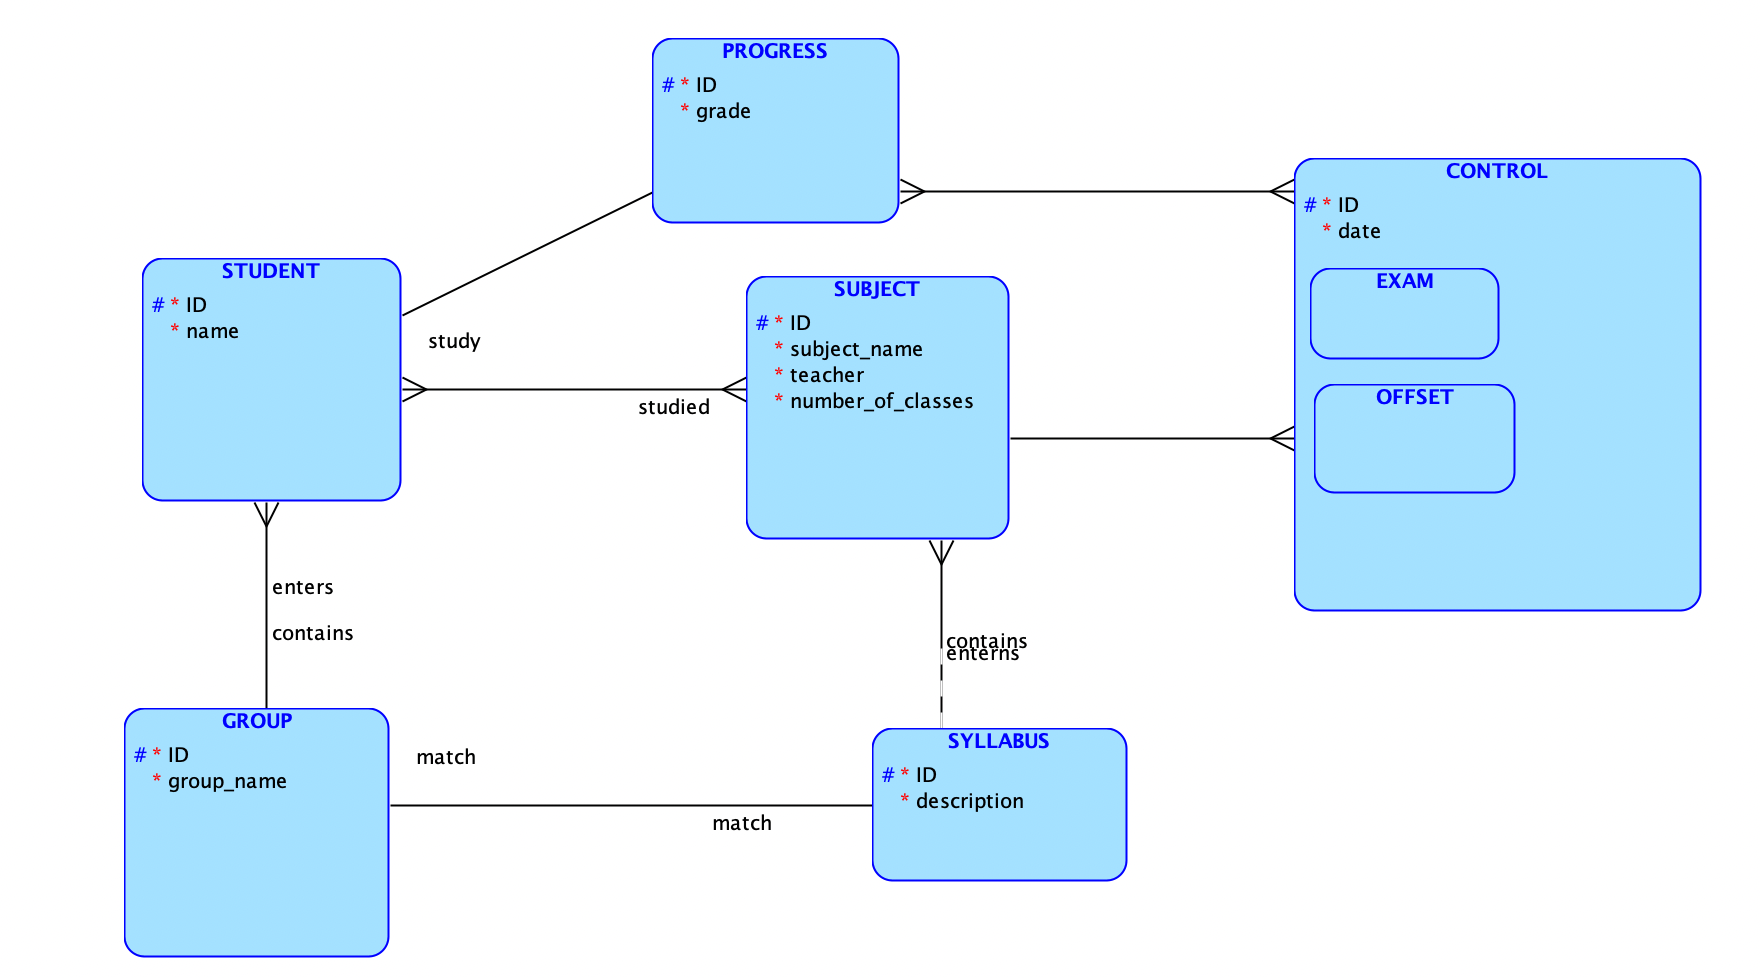 PROGRESS
# * ID
* grade
CONTROL
# * ID
* date
EXAM
OFFSET
STUDENT
# * ID
* name
study
studied
SUBJECT
# * ID
* subject_name
* teacher
* number_of_classes
enters
contains
contains
enterns
GROUP
# * ID
* group_name
match
match
SYLLABUS
# * ID
* description